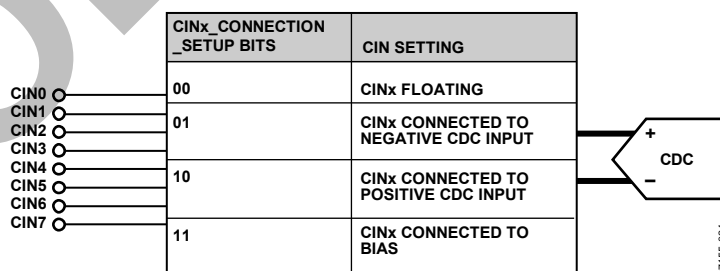 CINx_CONNECTION
_SETUP BITS
CIN SETTING
CIN0
CIN1
CIN2
CIN3
CIN4
CIN5
CIN6
CIN7
00
CINx FLOATING
01
CINx CONNECTED TO
NEGATIVE CDC INPUT
10
CINx CONNECTED TO
POSITIVE CDC INPUT
11
CINx CONNECTED TO
BIAS
+
CDC
–